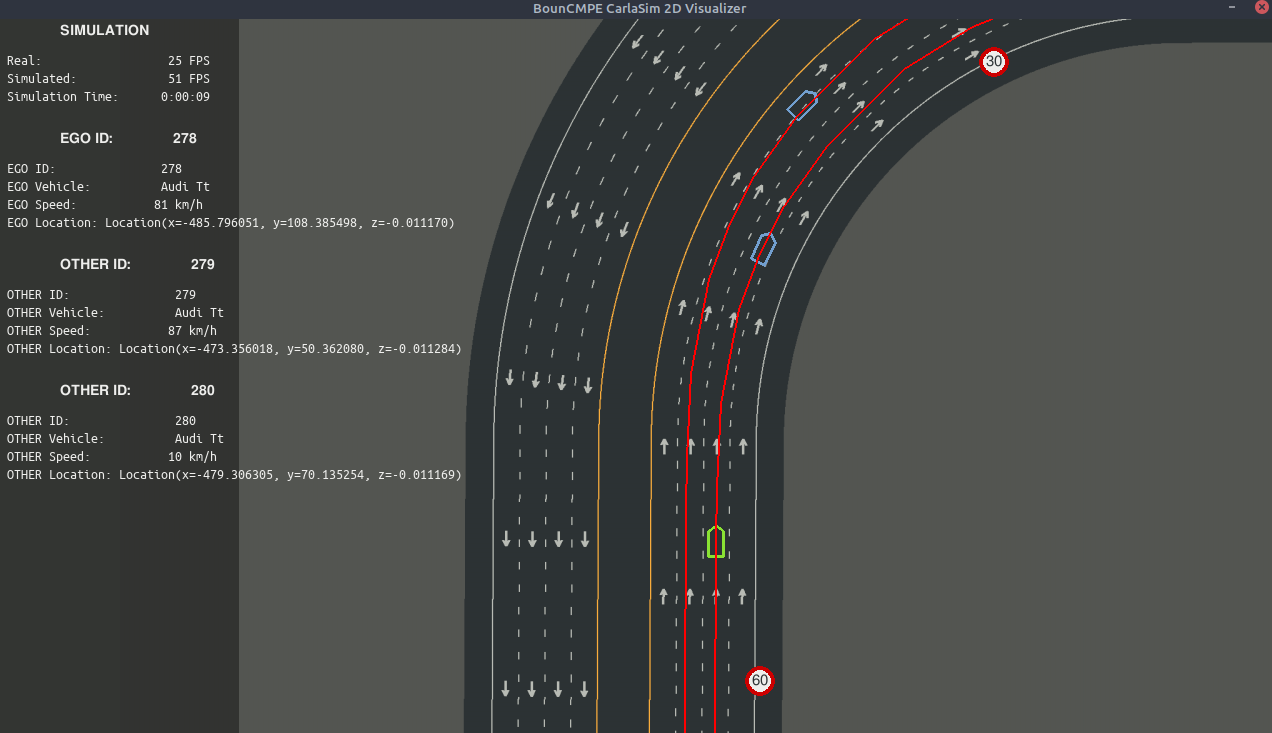 BounCMPE CarlaSim 2D Visualizer
SIMULATION
Real: 25 FPS
Simulated: 51 FPS
Simulation Time: 0:00:09
EGO ID: 278
EGO ID: 278
EGO Vehicle: Audi Tt
EGO Speed: 81 km/h
EGO Location: Location(x=-485.796051, y=108.385498, z=-0.011170)
OTHER ID: 279
OTHER ID: 279
OTHER Vehicle: Audi Tt
OTHER Speed: 87 km/h
OTHER Location: Location(x=-473.356018, y=50.362080, z=-0.011284)
OTHER ID: 280
OTHER ID: 280
OTHER Vehicle: Audi Tt
OTHER Speed: 10 km/h
OTHER Location: Location(x=-479.306305, y=70.135254, z=-0.011169)
30
60